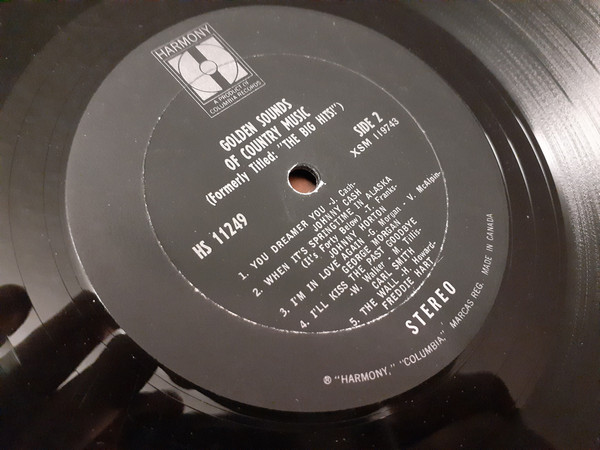 HARMONY
H
A PRODUCT OF
COLUMBIA RECORDS
GOLDEN SOUNDS
OF COUNTRY MUSIC
(Formerly Titled: "THE BIG HITS!")
SIDE 2
XSM 119743
HS 11249
1. YOU DREAMER YOU -J. Cash-
JOHNNY CASH
2. WHEN IT'S SPRINGTIME IN ALASKA
(It's Forty Below) -T. Franks-
JOHNNY HORTON
3. I'M IN LOVE AGAIN -G. Morgan - V. McAlpin-
GEORGE MORGAN
4. I'LL KISS THE PAST GOODBYE
-W. Walker - M. Tillis-
CARL SMITH
5. THE WALL -H. Howard-
FREDDIE HART
STEREO
® "HARMONY," "COLUMBIA," MARCAS REG. MADE IN CANADA